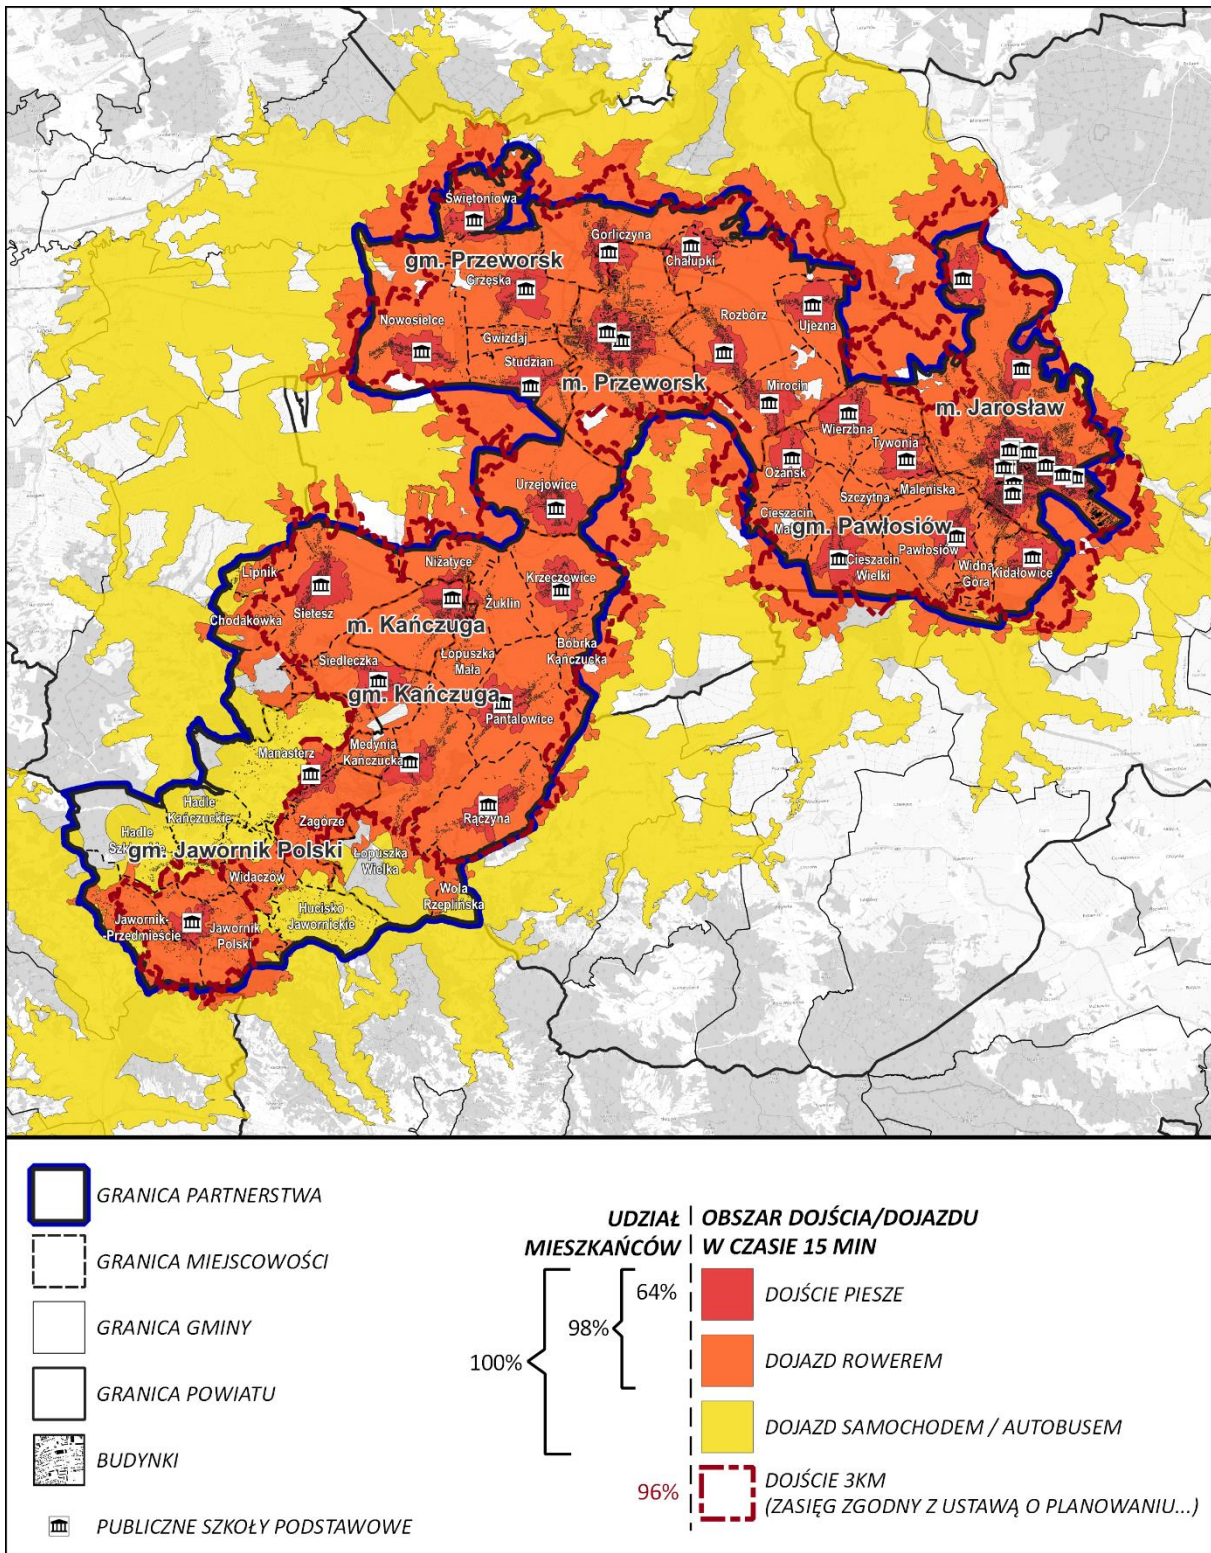 Świętoniowa
Gorliczyna
Chałupki
gm. Przeworsk
Grzęska
Nowosielce
Gwizdaj
Studzian
Rozbórz
Ujezna
m. Przeworsk
Mirocin
m. Jarosław
Wierzbna
Tywonia
Ożańsk
Maleniska
Szczytna
Urzejowice
Cieszacin
gm. Pawłosiów
Pawłosiów
Cieszacin
Wielki
Widna
Góra
Kidałowice
Lipnik
Niżatyce
Krzeczowice
Sietesz
Żuklin
Chodakówka
m. Kańczuga
Bóbrka
Kańczucka
Siedleczka
Łopuszka
Mała
gm. Kańczuga
Pantalowice
Manasterz
Medynia
Kańczucka
Hadle
Kańczuckie
Zagórze
Rączyna
Hadle
gm. Jawornik Polski
Łopuszka
Wielka
Widaczów
Wola
Rzeplińska
Hucisko
Jawornickie
Jawornik
-Przedmieście
Jawornik
Polski
GRANICA PARTNERSTWA
GRANICA MIEJSCOWOŚCI
GRANICA GMINY
GRANICA POWIATU
BUDYNKI
PUBLICZNE SZKOŁY PODSTAWOWE
UDZIAŁ
MIESZKAŃCÓW
OBSZAR DOJŚCIA/DOJAZDU
W CZASIE 15 MIN
64%
DOJŚCIE PIESZE
98%
DOJAZD ROWEREM
100%
DOJAZD SAMOCHODEM / AUTOBUSEM
96%
DOJŚCIE 3KM
(ZASIĘG ZGODNY Z USTAWĄ O PLANOWANIU...)